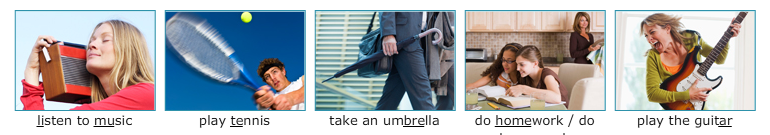 listen to music
play tennis
take an umbrella
do homework / do
play the guitar